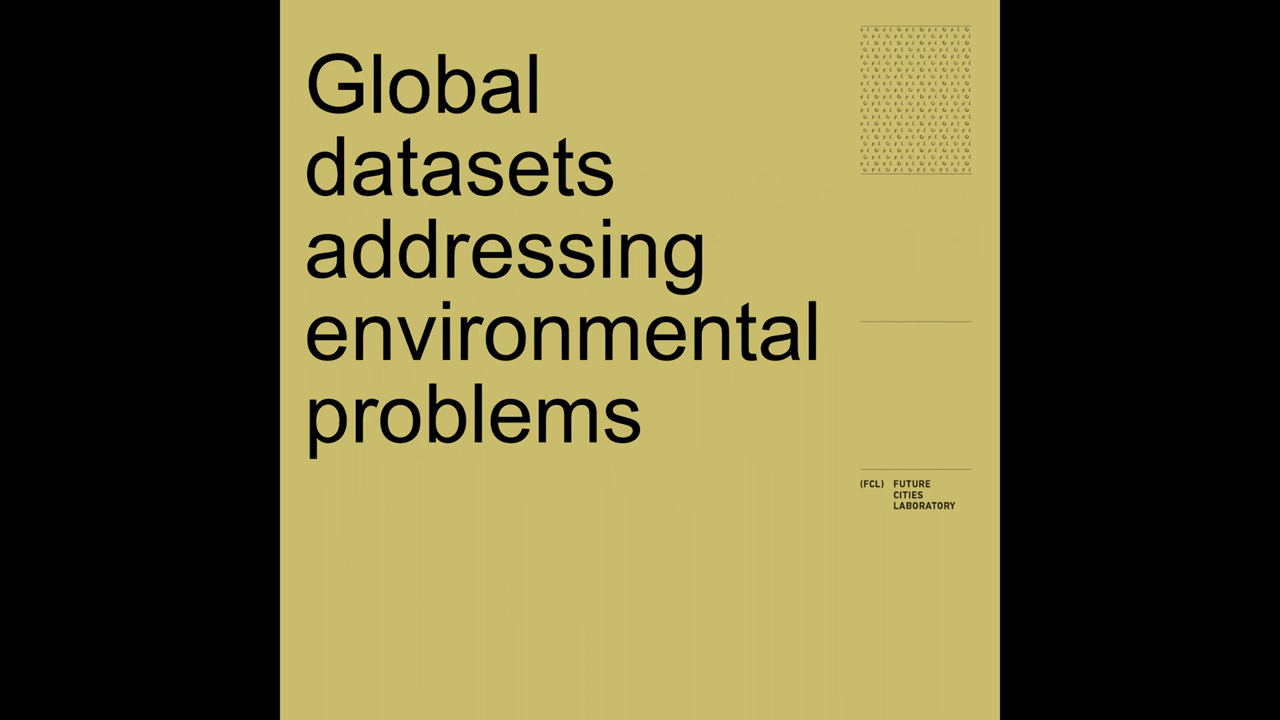 Global
datasets
addressing
environmental
problems
(FCL) FUTURE
CITIES
LABORATORY